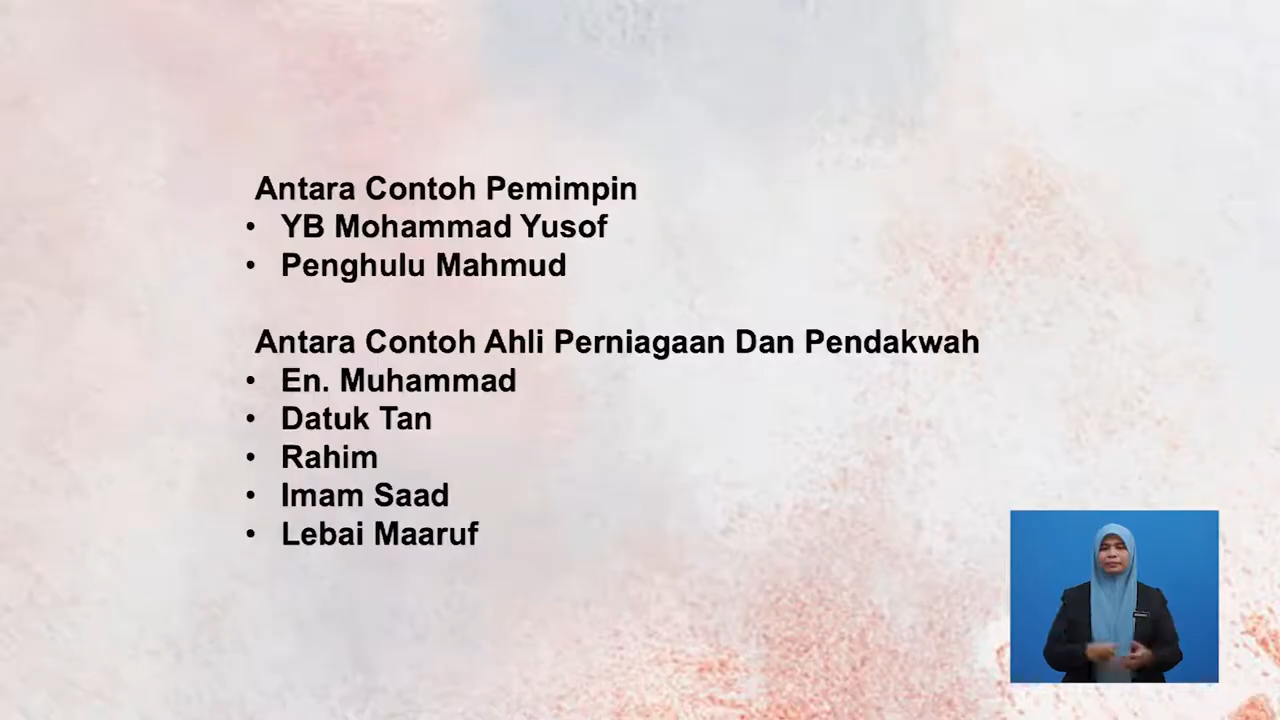 Antara Contoh Pemimpin
• YB Mohammad Yusof
• Penghulu Mahmud
Antara Contoh Ahli Perniagaan Dan Pendakwah
• En. Muhammad
• Datuk Tan
• Rahim
• Imam Saad
• Lebai Maaruf